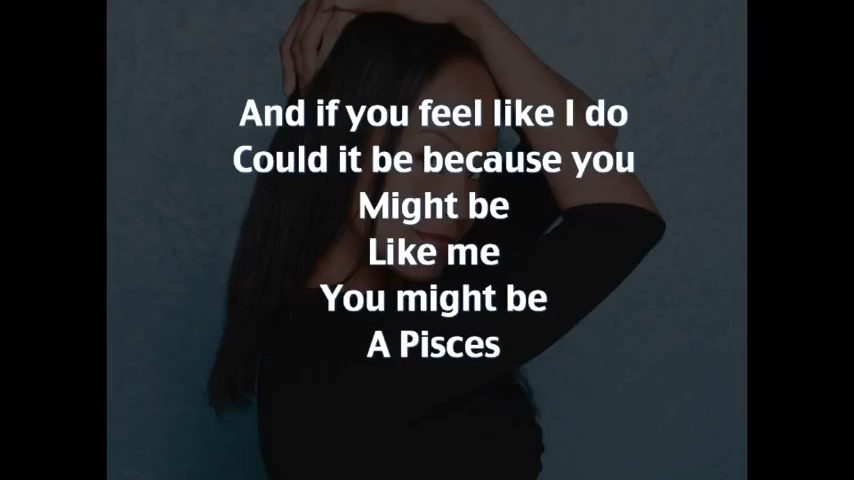 And if you feel like I do
Could it be because you
Might be
Like me
You might be
A Pisces